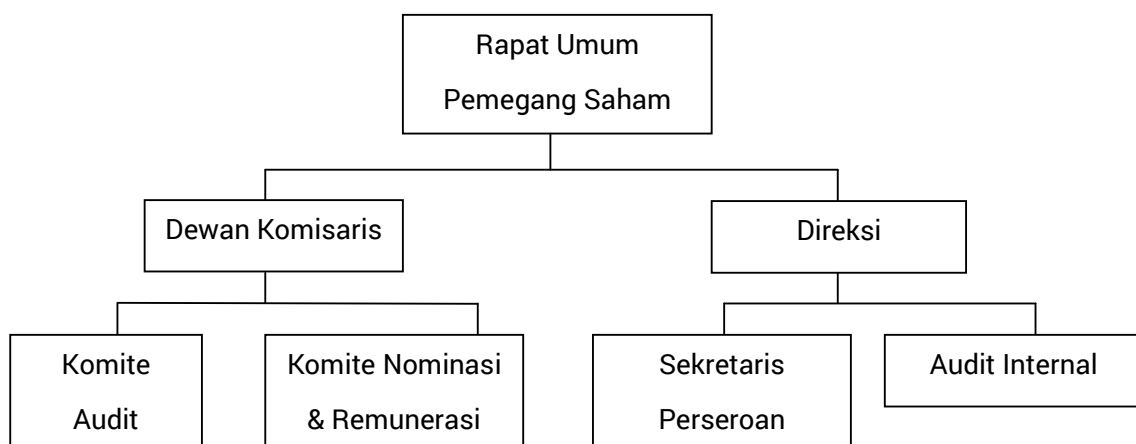 Rapat Umum
Pemegang Saham
Dewan Komisaris
Direksi
Komite
Audit
Komite Nominasi
& Remunerasi
Sekretaris
Perseroan
Audit Internal